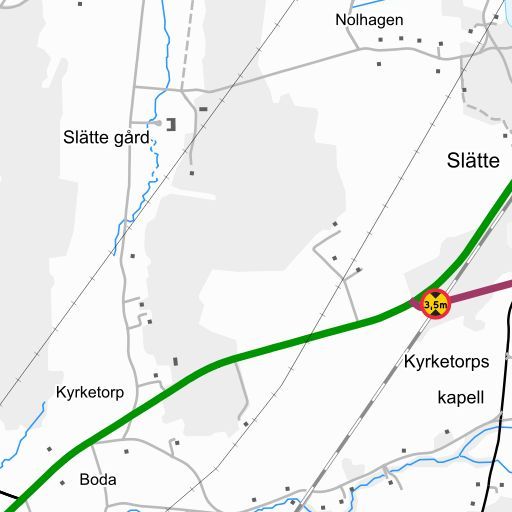 Nolhagen
Slätte gård
Slätte
3,5m
Kyrketorps
kapell
Kyrketorp
Boda